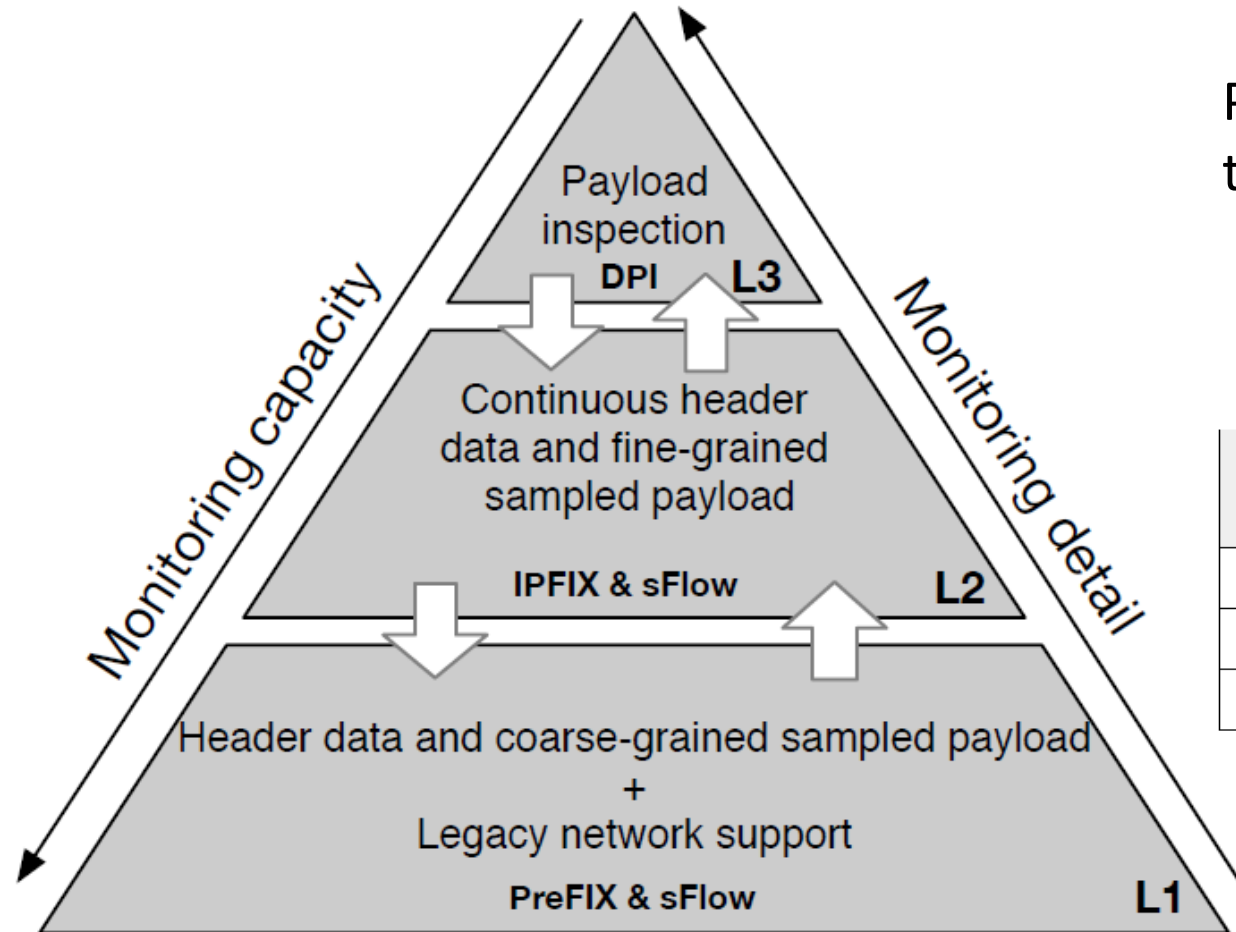 Payload
inspection
DPI
L3
Continuous header
data and fine-grained
sampled payload
IPFIX & sFlow
L2
Header data and coarse-grained sampled payload
+
Legacy network support
PreFIX & sFlow
L1
Monitoring capacity
Monitoring detail